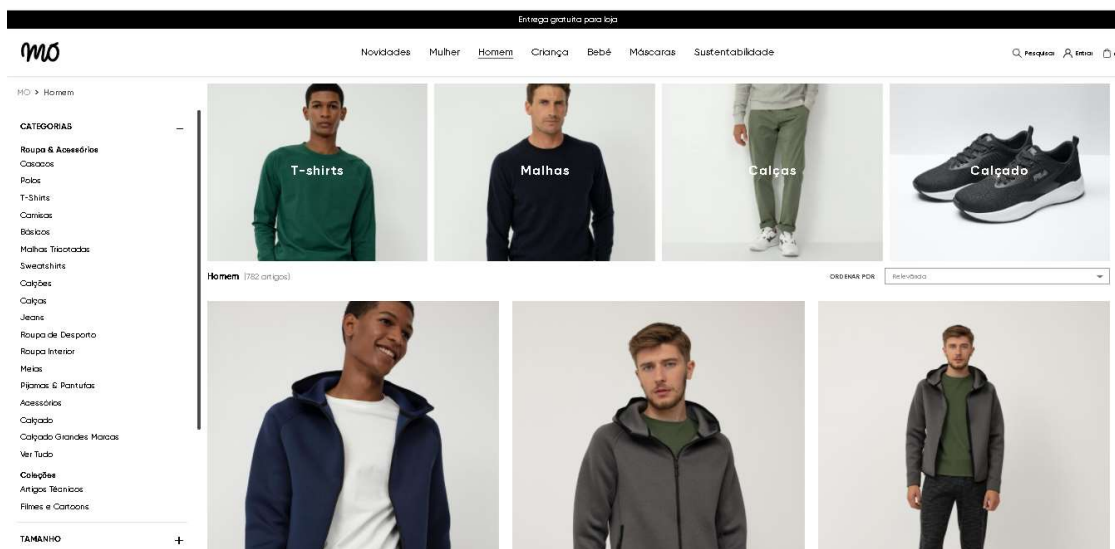 Entrega gratuita para loja
MO
Novidades Mulher Homem Criança Bebé Máscaras Sustentabilidade
Pesquisar Entrar
MO > Homem
CATEGORIAS –
Roupa & Acessórios
Casacos
Polos
T-Shirts
Camisas
Básicos
Malhas Tricotadas
Sweatshirts
Calções
Calças
Jeans
Roupa de Desporto
Roupa Interior
Meias
Pijamas & Pantufas
Acessórios
Calçado
Calçado Grandes Marcas
Ver Tudo
Coleções
Artigos Técnicos
Filmes e Cartoons
TAMANHO +
T-shirts
Malhas
Calças
Calçado
FILA
Homem (782 artigos)
ORDENAR POR Relevância